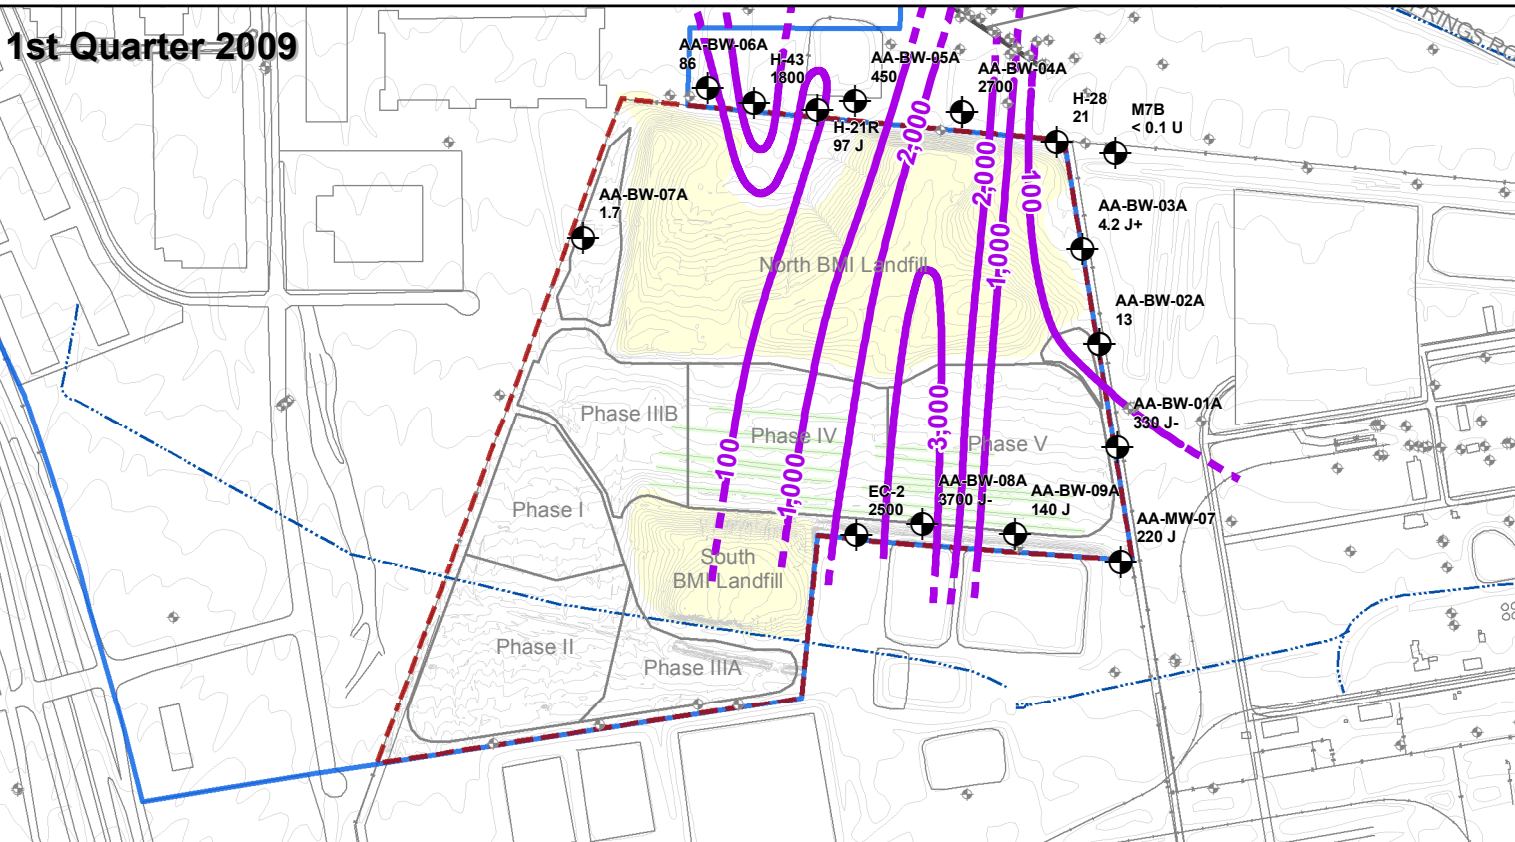 1st Quarter 2009
RINGS RO
AA-BW-06A
86
H-43
1800
AA-BW-05A
450
AA-BW-04A
2700
H-28
21
M7B
< 0.1 U
H-21R
97 J
2,000
2,000
100
AA-BW-07A
1.7
AA-BW-03A
4.2 J+
1,000
North BMI Landfill
AA-BW-02A
13
Phase IIIB
Phase IV
3,000
Phase V
AA-BW-01A
330 J-
100
1,000
EC-2
2500
AA-BW-08A
3700 J-
AA-BW-09A
140 J
Phase I
AA-MW-07
220 J
South
BMI Landfill
Phase II
Phase IIIA